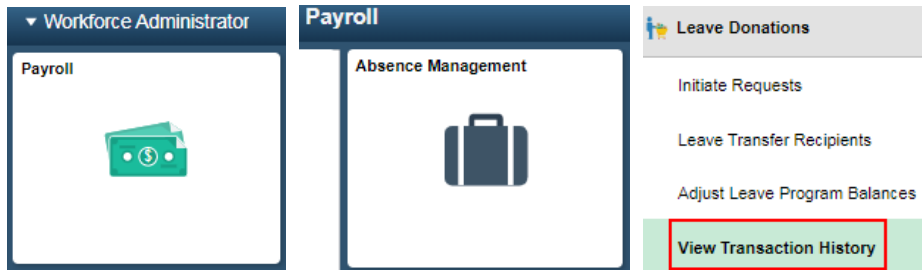 Workforce Administrator
Payroll
Payroll
Absence Management
Leave Donations
Initiate Requests
Leave Transfer Recipients
Adjust Leave Program Balances
View Transaction History